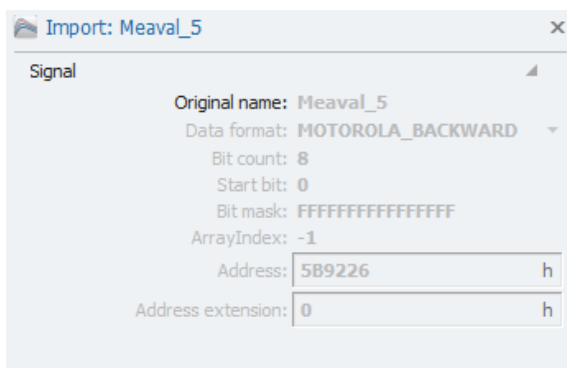 Import: Meaval_5 ×
Signal
Original name: Meaval_5
Data format: MOTOROLA_BACKWARD
Bit count: 8
Start bit: 0
Bit mask: FFFFFFFFFFFFFFFF
ArrayIndex: -1
Address: 5B9226 h
Address extension: 0 h